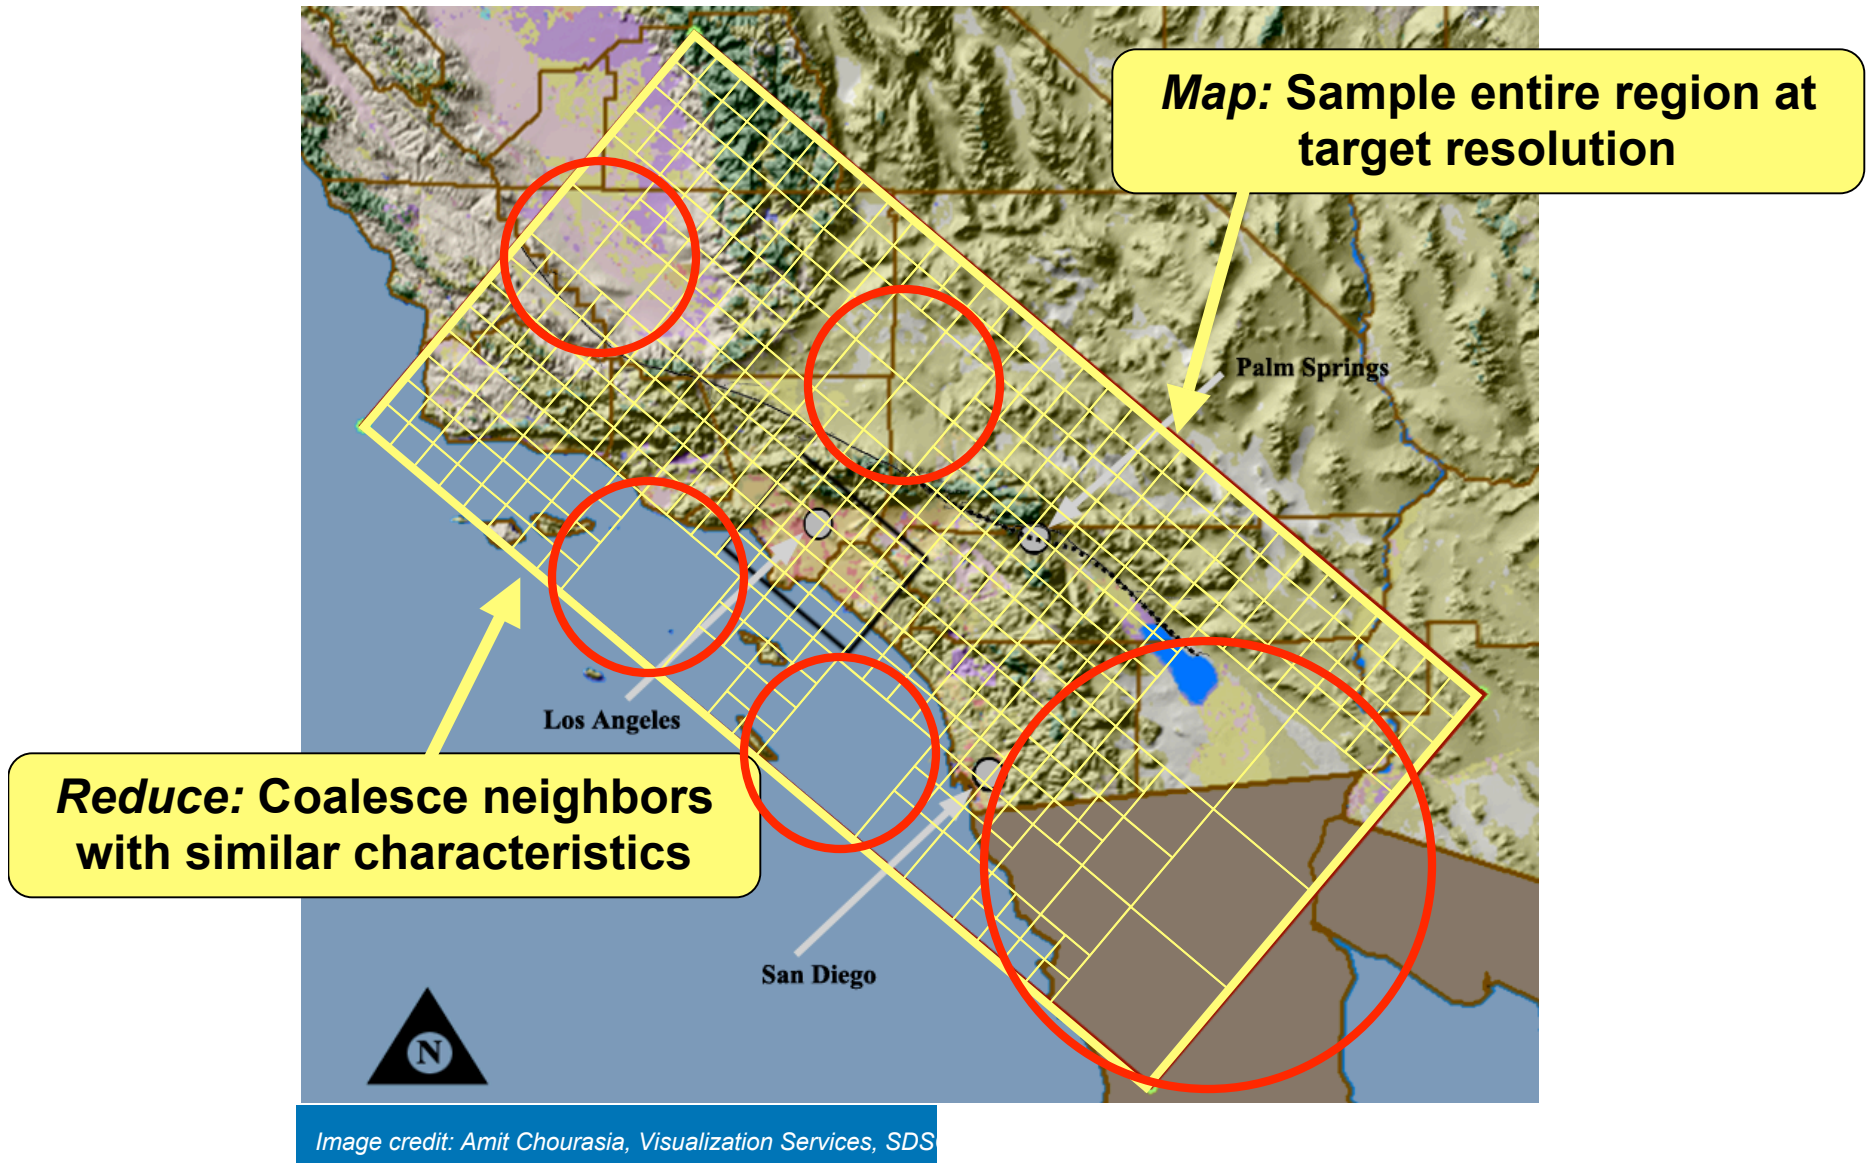 Map: Sample entire region at
target resolution
Palm Springs
Los Angeles
Reduce: Coalesce neighbors
with similar characteristics
San Diego
N
Image credit: Amit Chourasia, Visualization Services,